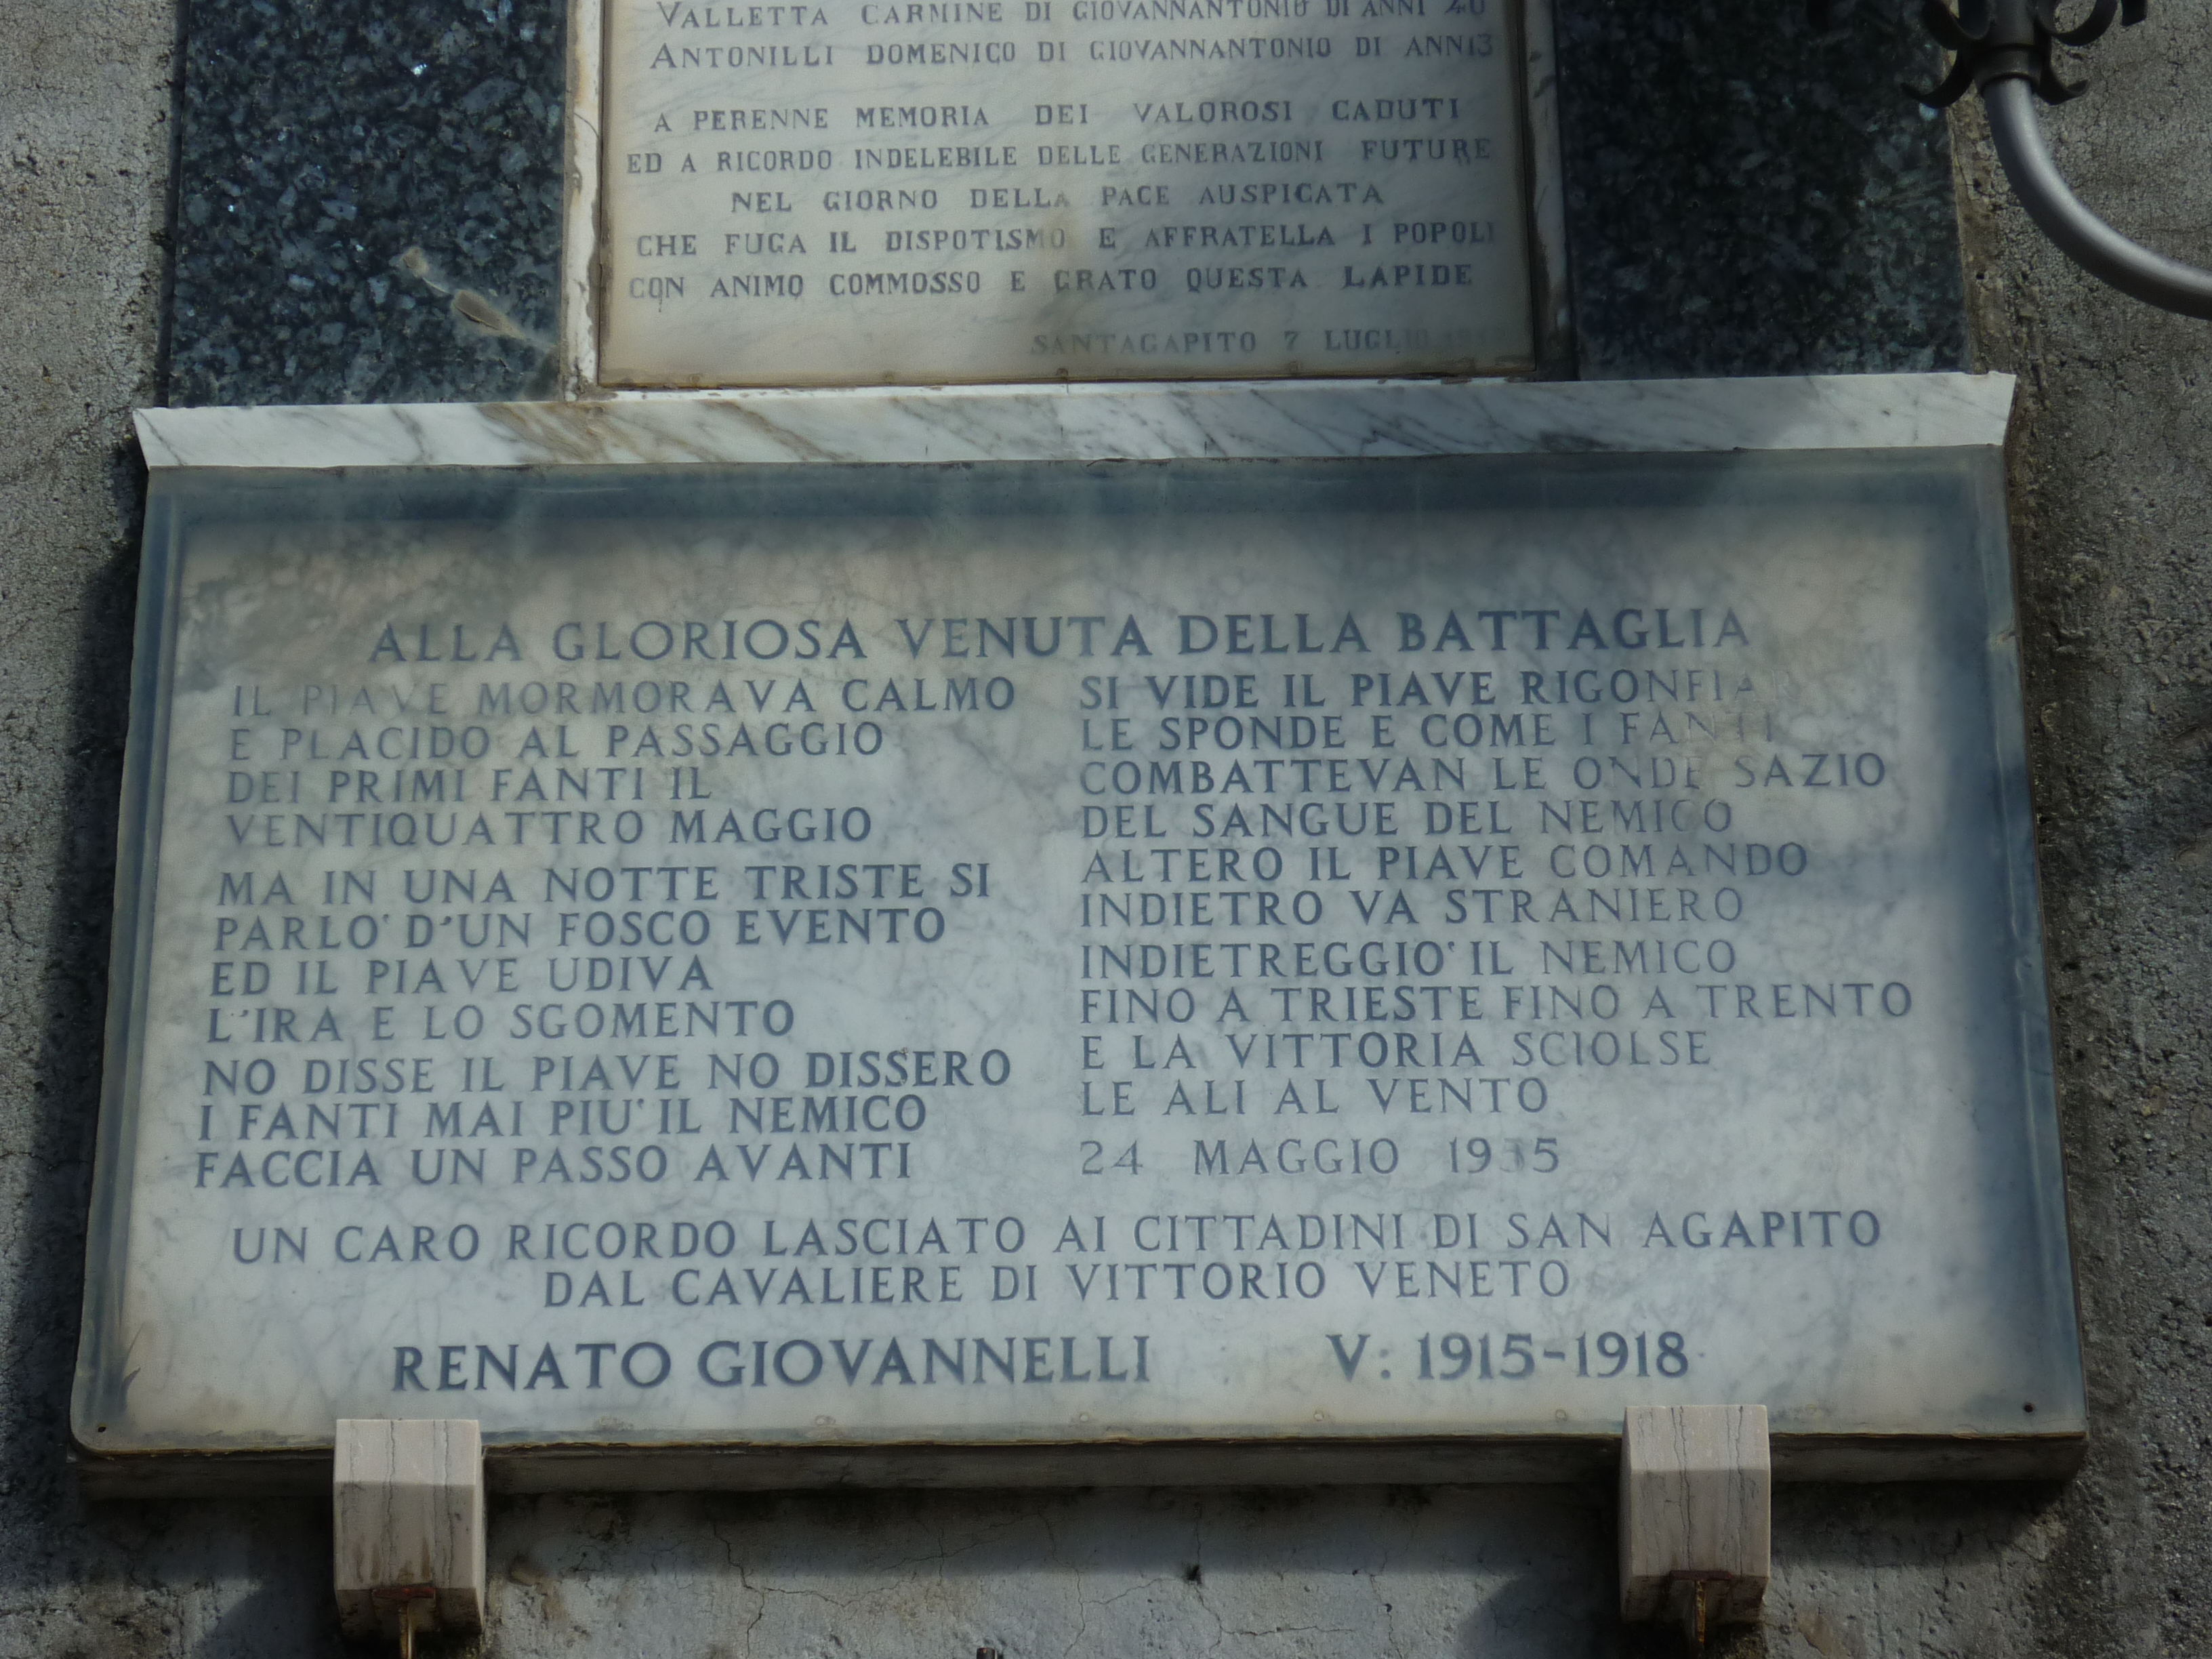 VALLETTA CARMINE DI GIOVANNANTONIO DI ANNI 20
ANTONILLI DOMENICO DI GIOVANNANTONIO DI ANNI3
A PERENNE MEMORIA DEI VALOROSI CADUTI
ED A RICORDO INDELEBILE DELLE GENERAZIONI FUTURE
NEL GIORNO DELLA PACE AUSPICATA
CHE FUGA IL DISPOTISMO E AFFRATELLA I POPOLI
CON ANIMO COMMOSSO E GRATO QUESTA LAPIDE
SANTAGAPITO 7 LUGLIO
ALLA GLORIOSA VENUTA DELLA BATTAGLIA
IL PIAVE MORMORAVA CALMO
E PLACIDO AL PASSAGGIO
DEI PRIMI FANTI IL
VENTIQUATTRO MAGGIO
MA IN UNA NOTTE TRISTE SI
PARLO' D'UN FOSCO EVENTO
ED IL PIAVE UDIVA
L'IRA E LO SGOMENTO
NO DISSE IL PIAVE NO DISSERO
I FANTI MAI PIU' IL NEMICO
FACCIA UN PASSO AVANTI
SI VIDE IL PIAVE RIGONFIAR
LE SPONDE E COME I FANTI
COMBATTEVAN LE ONDE SAZIO
DEL SANGUE DEL NEMICO
ALTERO IL PIAVE COMANDO
INDIETRO VA STRANIERO
INDIETREGGIO' IL NEMICO
FINO A TRIESTE FINO A TRENTO
E LA VITTORIA SCIOLSE
LE ALI AL VENTO
24 MAGGIO
UN CARO RICORDO LASCIATO AI CITTADINI DI SAN AGAPITO
DAL CAVALIERE DI VITTORIO VENETO
RENATO GIOVANNELLI V: 1915-1918